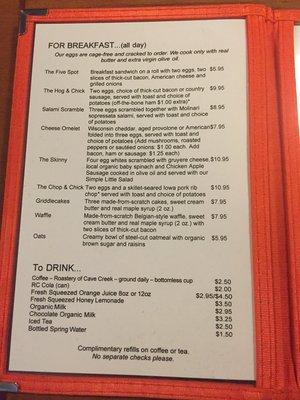 FOR BREAKFAST...(all day)
Our eggs are cage-free and cracked to order. We cook only with real
butter and extra virgin olive oil.
The Five Spot Breakfast sandwich on a roll with eggs, two $5.95
slices of thick-cut bacon, American cheese and
grilled onions
The Hog & Chick Two eggs, choice of thick-cut bacon or country $9.95
sausage, served with toast and choice of
potatoes (off-the-bone ham $1.00 extra)*
Salami Scramble Three eggs scrambled together with Molinari $8.95
sopressata salami, served with toast and choice
of potatoes
Cheese Omelet Wisconsin cheddar, aged provolone or American $7.95
folded into three eggs, served with toast and
choice of potatoes (Add mushrooms, roasted
peppers or sautéed onions: $1.00 each. Add
bacon, ham or sausage: $1.25 each)
The Skinny Four egg whites scrambled with gruyere cheese, $10.95
local organic baby spinach and Chicken Apple
Sausage cooked in olive oil and served with our
Simple Little Salad
The Chop & Chick Two eggs and a skillet-seared Iowa pork rib $10.95
chop* served with toast and choice of potatoes
Griddlecakes Three made-from-scratch cakes, sweet cream $7.95
butter and real maple syrup (2 oz.)
Waffle Made-from-scratch Belgian-style waffle, sweet $7.95
cream butter and real maple syrup (2 oz.) with
two slices of thick-cut bacon
Oats Creamy bowl of steel-cut oatmeal with organic $5.95
brown sugar and raisins
To DRINK...
Coffee – Roastery of Cave Creek – ground daily – bottomless cup $2.50
RC Cola (can) $2.00
Fresh Squeezed Orange Juice 8oz or 12oz $2.95/$4.50
Fresh Squeezed Honey Lemonade $3.50
Organic Milk $2.95
Chocolate Organic Milk $3.25
Iced Tea $2.50
Bottled Spring Water $1.50
Complimentary refills on coffee or tea.
No separate checks please.